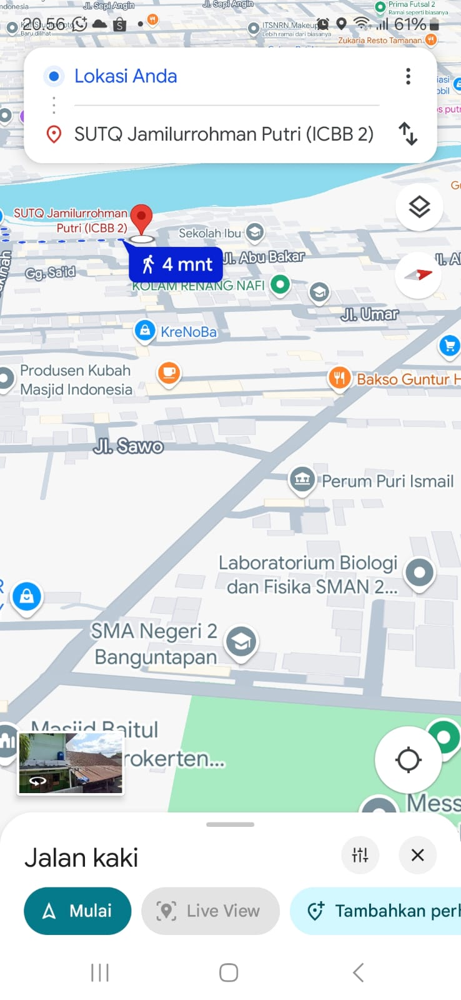 Jl. Sepi Angin
Jl. Sepi Angin
Prima Futsal 2
Ramai seperti biasanya
20.56
61%
Baru dilihat
ITSNRN.Makeup
Lebih ramai dari biasanya
Zukaria Resto Tamanan
Lokasi Anda
SUTQ Jamilurrohman Putri (ICBB 2)
SUTQ Jamilurrohman
Putri (ICBB 2)
Sekolah Ibu
4 mnt
Jl. Abu Bakar
Gg. Sa'id
KOLAM RENANG NAFI
Jl. Umar
KreNoBa
Produsen Kubah
Masjid Indonesia
Bakso Guntur H
Jl. Sawo
Perum Puri Ismail
Laboratorium Biologi
dan Fisika SMAN 2...
SMA Negeri 2
Banguntapan
Masjid Baitul
rokerten...
Mess
Jalan kaki
Mulai
Live View
Tambahkan perh